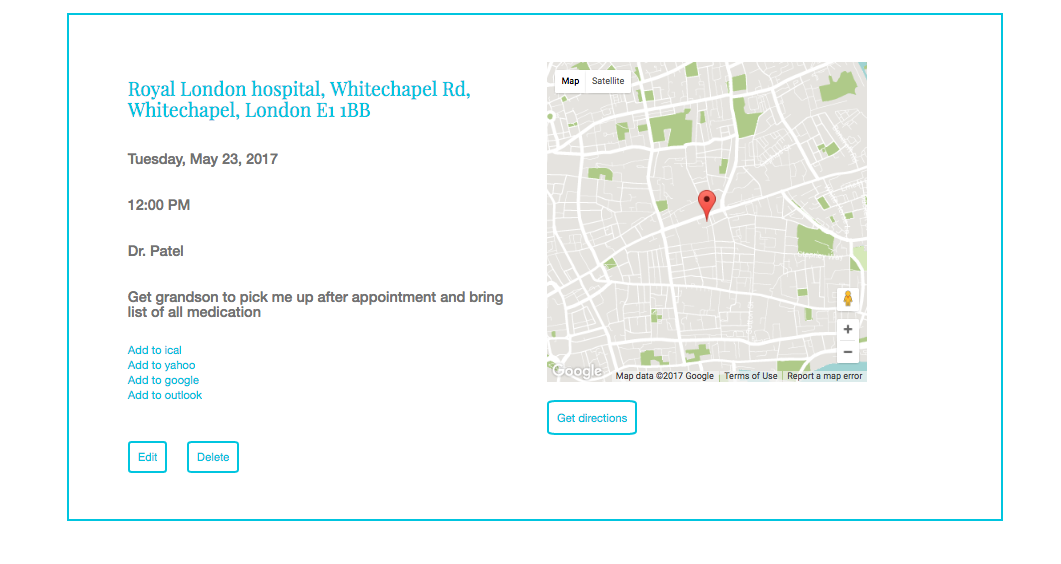 Royal London hospital, Whitechapel Rd,
Whitechapel, London E1 1BB
Tuesday, May 23, 2017
12:00 PM
Dr. Patel
Get grandson to pick me up after appointment and bring
list of all medication
Add to ical
Add to yahoo
Add to google
Add to outlook
Edit Delete
Map Satellite
+
−
Google Map data ©2017 Google Terms of Use Report a map error
Get directions